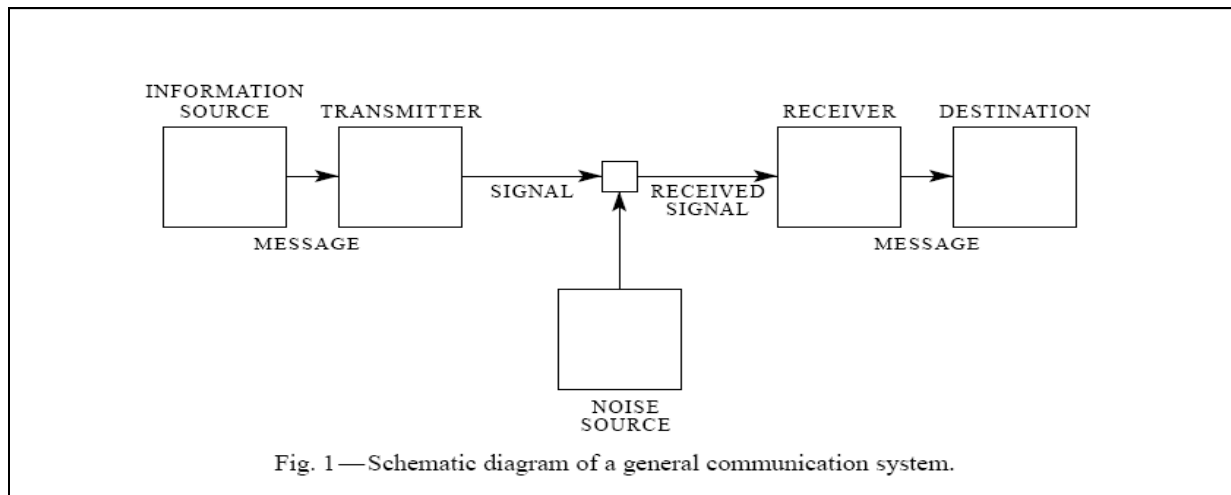 INFORMATION
SOURCE
TRANSMITTER
RECEIVER
DESTINATION
SIGNAL
RECEIVED
SIGNAL
MESSAGE
MESSAGE
NOISE
SOURCE
Fig. 1—Schematic diagram of a general communication system.